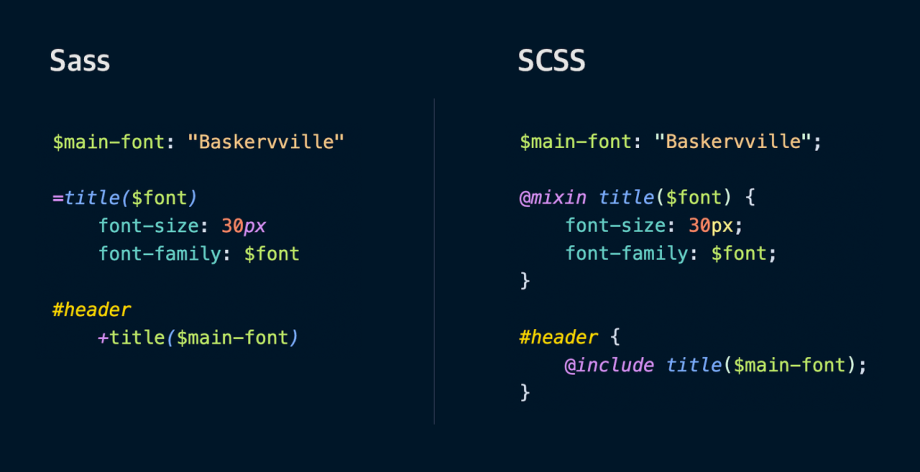 Sass
$main-font: "Baskervville"
=title($font)
    font-size: 30px
    font-family: $font
#header
    +title($main-font)
SCSS
$main-font: "Baskervville";
@mixin title($font) {
    font-size: 30px;
    font-family: $font;
}
#header {
    @include title($main-font);
}